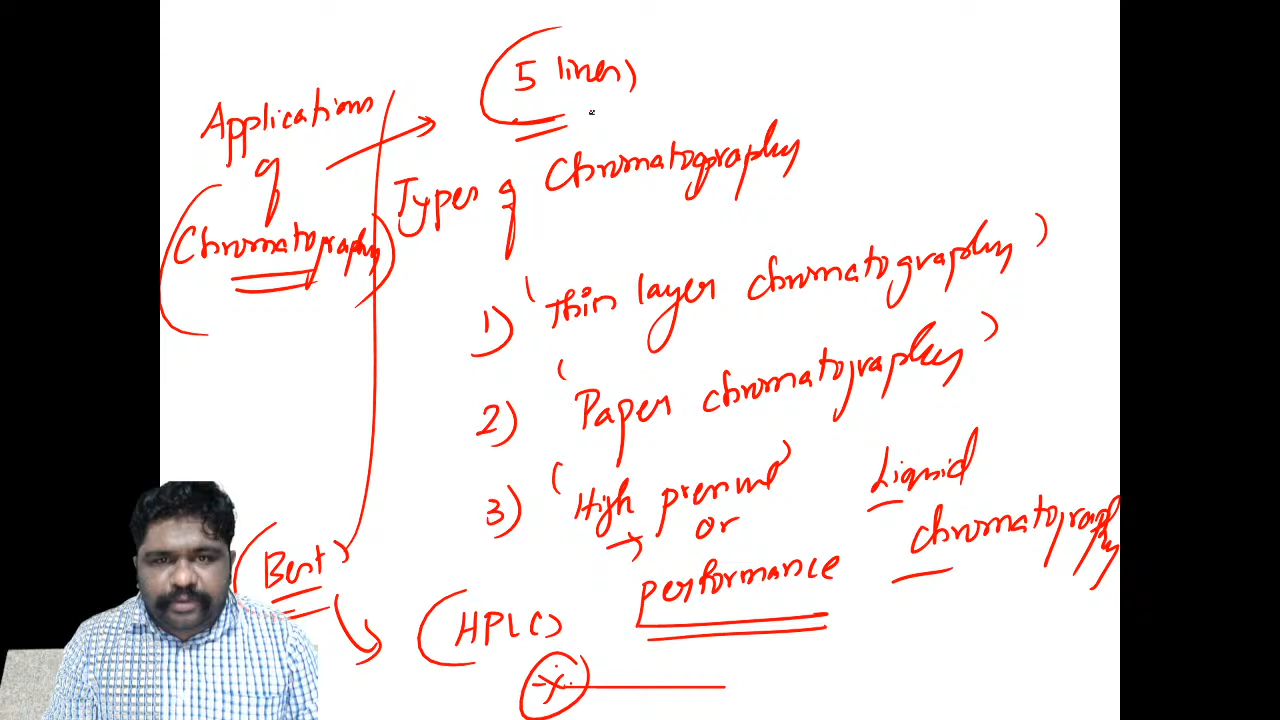 (5 lines)
Applications
of
(Chromatography)
Types of Chromatography
1) (Thin layer chromatography)
2) (Paper chromatography)
3) (High pressure) Liquid
or
performance chromatography
(Best)
(HPLC)